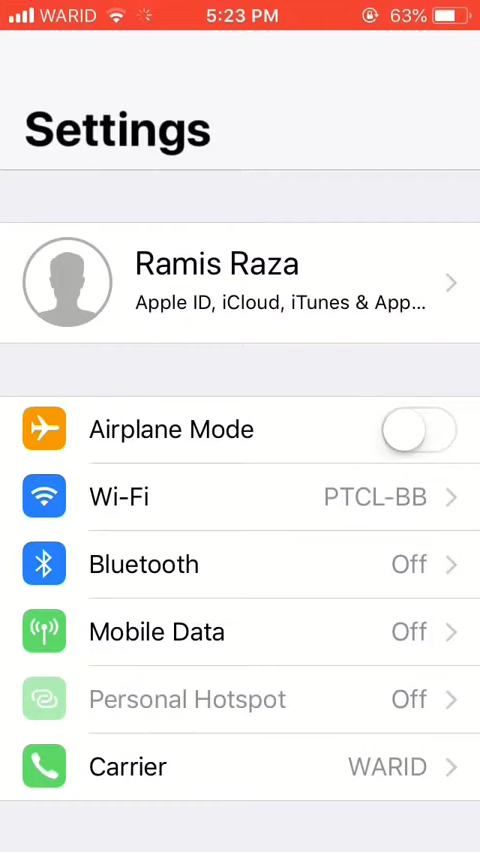 WARID 5:23 PM 63%
Settings
Ramis Raza
Apple ID, iCloud, iTunes & App...
Airplane Mode
Wi-Fi PTCL-BB
Bluetooth Off
Mobile Data Off
Personal Hotspot Off
Carrier WARID